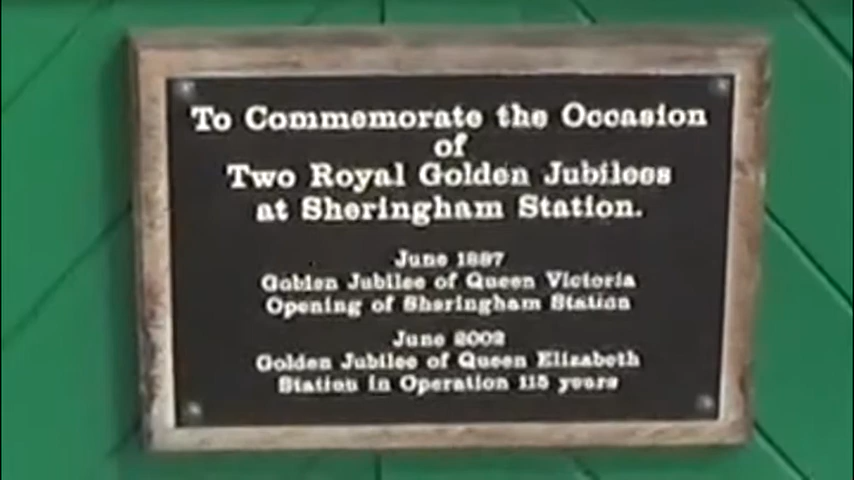 To Commemorate the Occasion
of
Two Royal Golden Jubilees
at Sheringham Station.
June 1887
Golden Jubilee of Queen Victoria
Opening of Sheringham Station
June 2002
Golden Jubilee of Queen Elizabeth
Station in Operation 115 years